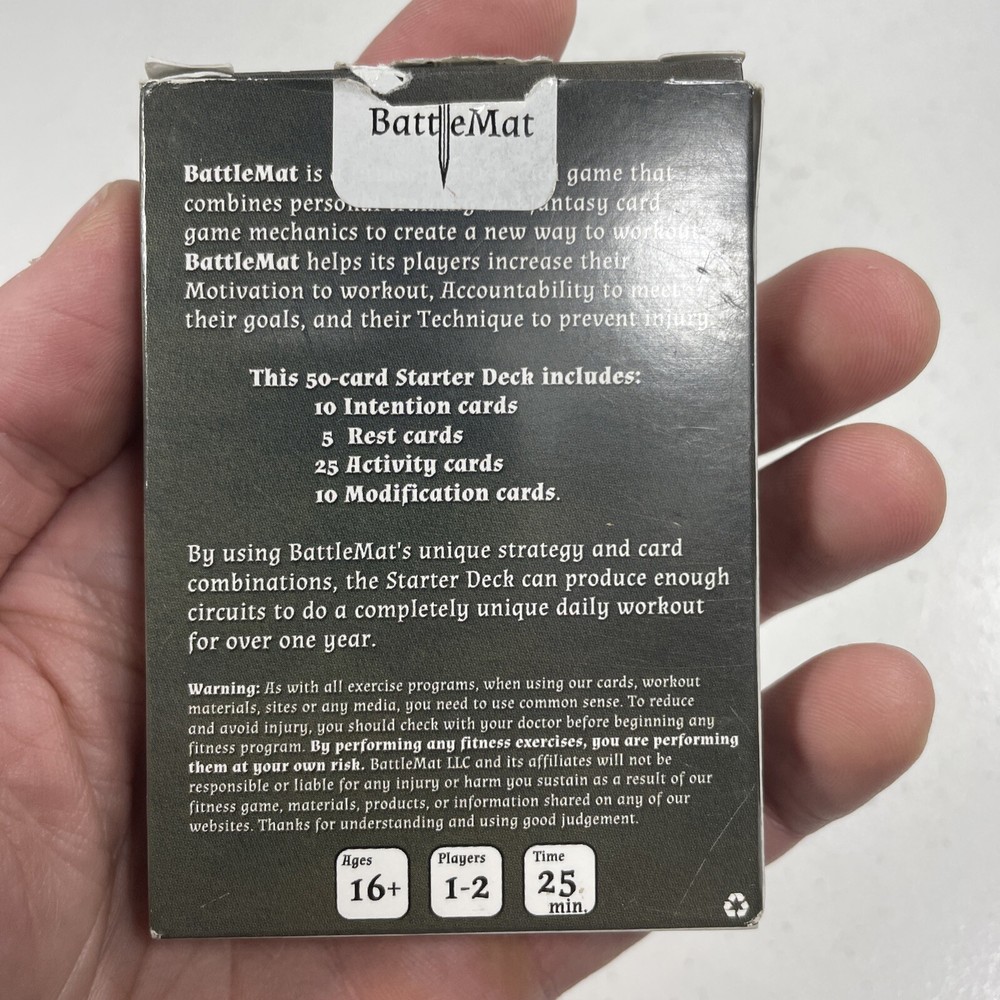 BattleMat
BattleMat is game that
combines personal training fantasy card
game mechanics to create a new way to workout.
BattleMat helps its players increase their
Motivation to workout, Accountability to meet
their goals, and their Technique to prevent injury.
This 50-card Starter Deck includes:
10 Intention cards
5 Rest cards
25 Activity cards
10 Modification cards.
By using BattleMat's unique strategy and card
combinations, the Starter Deck can produce enough
circuits to do a completely unique daily workout
for over one year.
Warning: As with all exercise programs, when using our cards, workout
materials, sites or any media, you need to use common sense. To reduce
and avoid injury, you should check with your doctor before beginning any
fitness program. By performing any fitness exercises, you are performing
them at your own risk. BattleMat LLC and its affiliates will not be
responsible or liable for any injury or harm you sustain as a result of our
fitness game, materials, products, or information shared on any of our
websites. Thanks for understanding and using good judgement.
Ages Players Time
16+ 1-2 25
min.